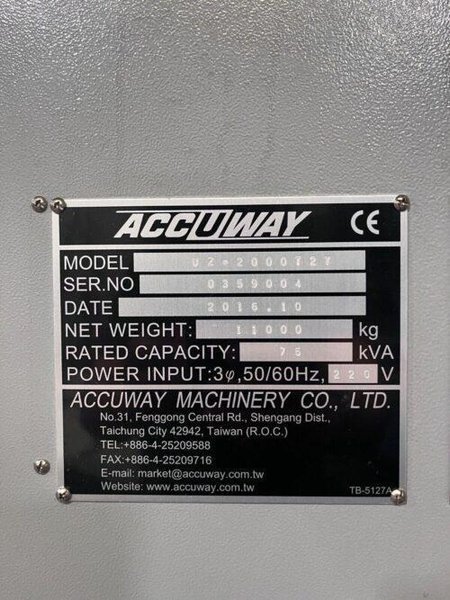 ACCUWAY CE
MODEL UZ-2000T2Y
SER.NO 0359004
DATE 2016.10
NET WEIGHT: 11000 kg
RATED CAPACITY: 75 kVA
POWER INPUT:3φ,50/60Hz, 220 V
ACCUWAY MACHINERY CO., LTD.
No.31, Fenggong Central Rd., Shengang Dist.,
Taichung City 42942, Taiwan (R.O.C.)
TEL:+886-4-25209588
FAX:+886-4-25209716
E-mail: market@accuway.com.tw
Website: www.accuway.com.tw
TB-5127A